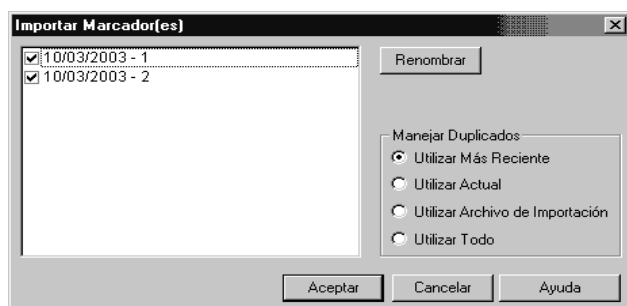 Importar Marcador(es)
10/03/2003 - 1
10/03/2003 - 2
Renombrar
Manejar Duplicados
Utilizar Más Reciente
Utilizar Actual
Utilizar Archivo de Importación
Utilizar Todo
Aceptar
Cancelar
Ayuda